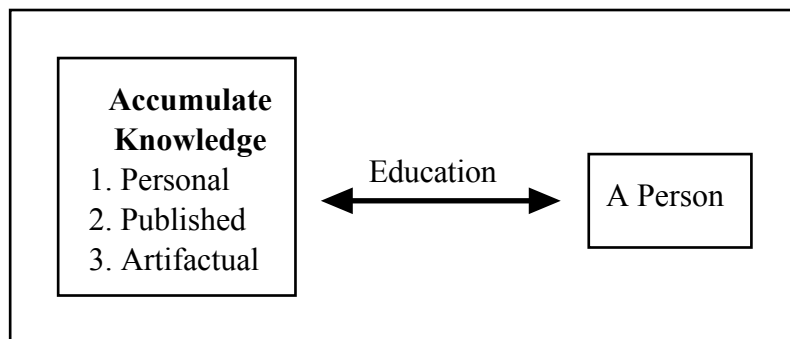 Accumulate
Knowledge
1. Personal
2. Published
3. Artifactual
Education
A Person